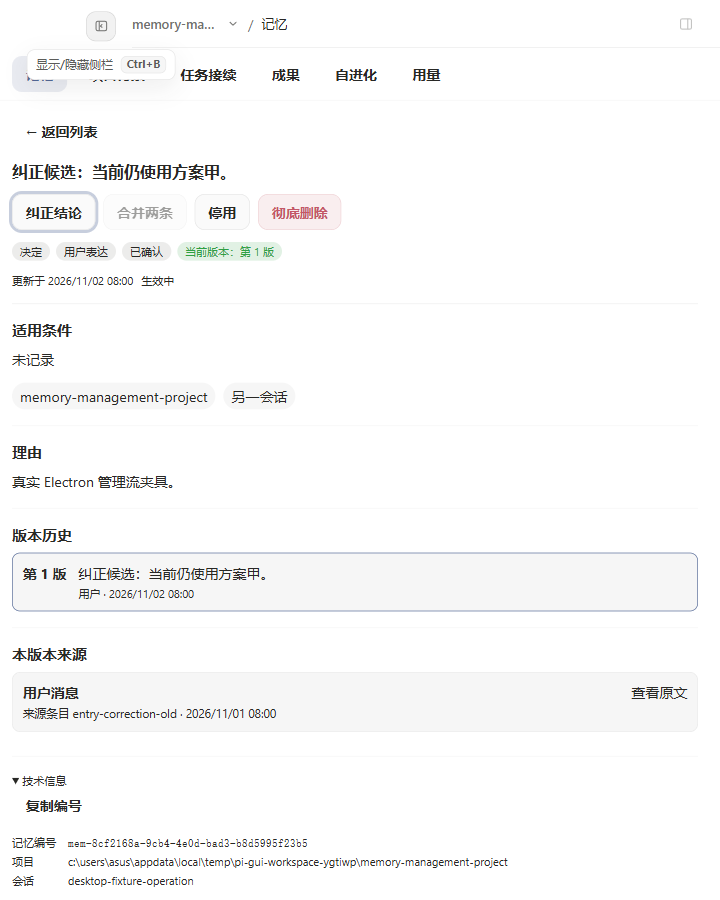 memory-ma... / 记忆
显示/隐藏侧栏 Ctrl+B
任务接续 成果 自进化 用量
← 返回列表
纠正候选：当前仍使用方案甲。
纠正结论 合并两条 停用 彻底删除
决定 用户表达 已确认 当前版本：第 1 版
更新于 2026/11/02 08:00 生效中
适用条件
未记录
memory-management-project 另一会话
理由
真实 Electron 管理流夹具。
版本历史
第 1 版 纠正候选：当前仍使用方案甲。
用户 · 2026/11/02 08:00
本版本来源
用户消息 查看原文
来源条目 entry-correction-old · 2026/11/01 08:00
▼技术信息
复制编号
记忆编号 mem-8cf2168a-9cb4-4e0d-bad3-b8d5995f23b5
项目 c:\users\asus\appdata\local\temp\pi-gui-workspace-ygtiwp\memory-management-project
会话 desktop-fixture-operation